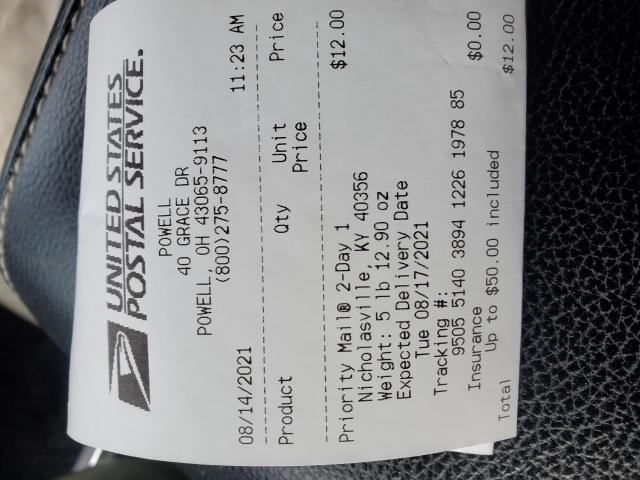 UNITED STATES
POSTAL SERVICE.
POWELL
40 GRACE DR
POWELL, OH 43065-9113
(800)275-8777
08/14/2021 11:23 AM
Product Qty Unit Price
Price
Priority Mail® 2-Day 1 $12.00
Nicholasville, KY 40356
Weight: 5 lb 12.90 oz
Expected Delivery Date
Tue 08/17/2021
Tracking #:
9505 5140 3894 1226 1978 85
Insurance $0.00
Up to $50.00 included
Total $12.00